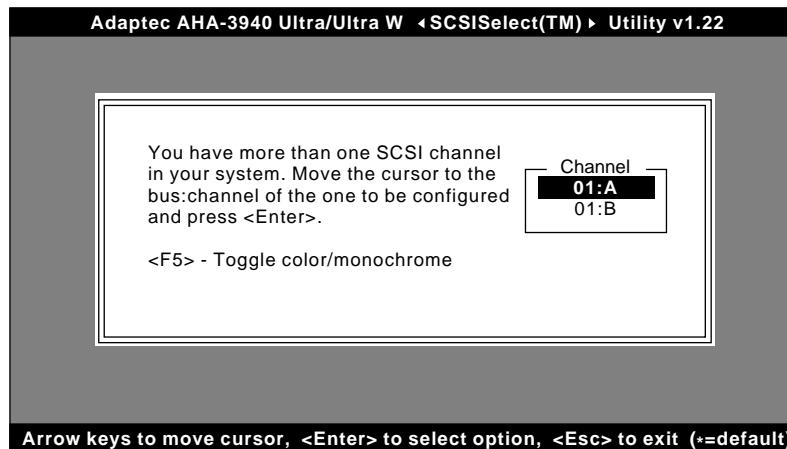 Adaptec AHA-3940 Ultra/Ultra W ◂SCSISelect(TM)▸ Utility v1.22
You have more than one SCSI channel
in your system. Move the cursor to the
bus:channel of the one to be configured
and press <Enter>.
<F5> - Toggle color/monochrome
Channel
01:A
01:B
Arrow keys to move cursor, <Enter> to select option, <Esc> to exit (*=default)